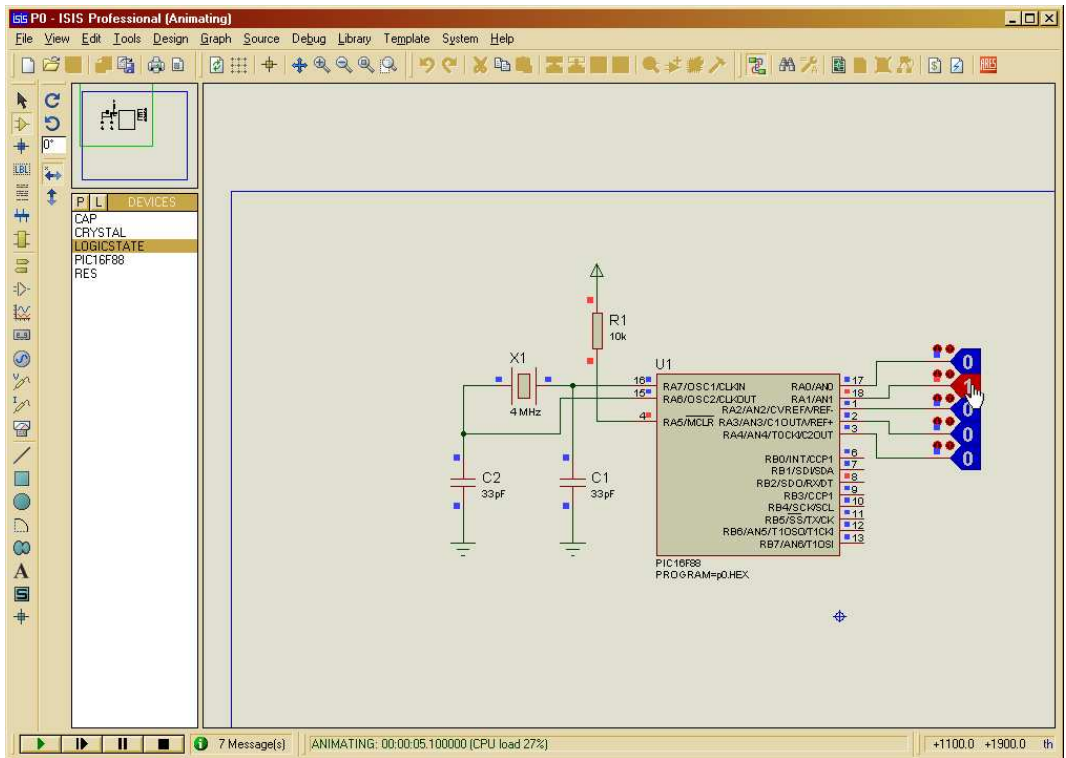 isis P0 - ISIS Professional (Animating)
File View Edit Tools Design Graph Source Debug Library Template System Help
ARES
0°
LBL
P L DEVICES
CAP
CRYSTAL
LOGICSTATE
PIC16F88
RES
A
S
R1
10k
X1
4 MHz
C2
33pF
C1
33pF
U1
16 RA7/OSC1/CLKIN RA0/AN0 17
15 RA6/OSC2/CLKOUT RA1/AN1 18
RA2/AN2/CVREF/VREF- 1
4 RA5/MCLR RA3/AN3/C1OUT/VREF+ 2
RA4/AN4/T0CKI/C2OUT 3
RB0/INT/CCP1 6
RB1/SDI/SDA 7
RB2/SDO/RX/DT 8
RB3/CCP1 9
RB4/SCK/SCL 10
RB5/SS/TX/CK 11
RB6/AN5/T1OSO/T1CKI 12
RB7/AN6/T1OSI 13
PIC16F88
PROGRAM=p0.HEX
0
1
0
0
0
7 Message(s) ANIMATING: 00:00:05.100000 (CPU load 27%) +1100.0 +1900.0 th